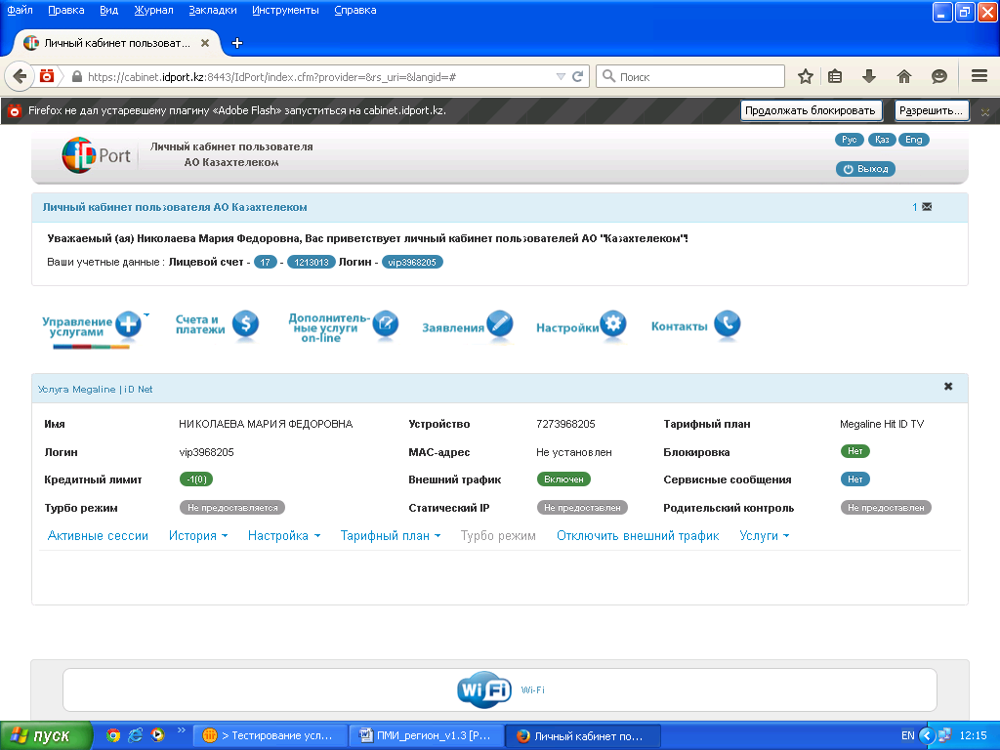 Файл Правка Вид Журнал Закладки Инструменты Справка
Личный кабинет пользоват...
https://cabinet.idport.kz:8443/IdPort/index.cfm?provider=&rs_uri=&langid=#
Поиск
Firefox не дал устаревшему плагину «Adobe Flash» запуститься на cabinet.idport.kz.
Продолжать блокировать
Разрешить...
iD Port
Личный кабинет пользователя
АО Казахтелеком
Рус Қаз Eng
Выход
Личный кабинет пользователя АО Казахтелеком
1
Уважаемый (ая) Николаева Мария Федоровна, Вас приветствует личный кабинет пользователей АО "Казахтелеком"!
Ваши учетные данные : Лицевой счет - 17 - 1213013 Логин - vip3968205
Управление услугами
Счета и платежи
Дополнитель-ные услуги on-line
Заявления
Настройки
Контакты
Услуга Megaline | iD Net
Имя НИКОЛАЕВА МАРИЯ ФЕДОРОВНА Устройство 7273968205 Тарифный план Megaline Hit ID TV
Логин vip3968205 MAC-адрес Не установлен Блокировка Нет
Кредитный лимит -1(0) Внешний трафик Включен Сервисные сообщения Нет
Турбо режим Не предоставляется Статический IP Не предоставлен Родительский контроль Не предоставлен
Активные сессии История Настройка Тарифный план Турбо режим Отключить внешний трафик Услуги
Wi Fi Wi-Fi
пуск
> Тестирование усл...
ПМИ_регион_v1.3 [Р...
Личный кабинет по...
EN
12:15